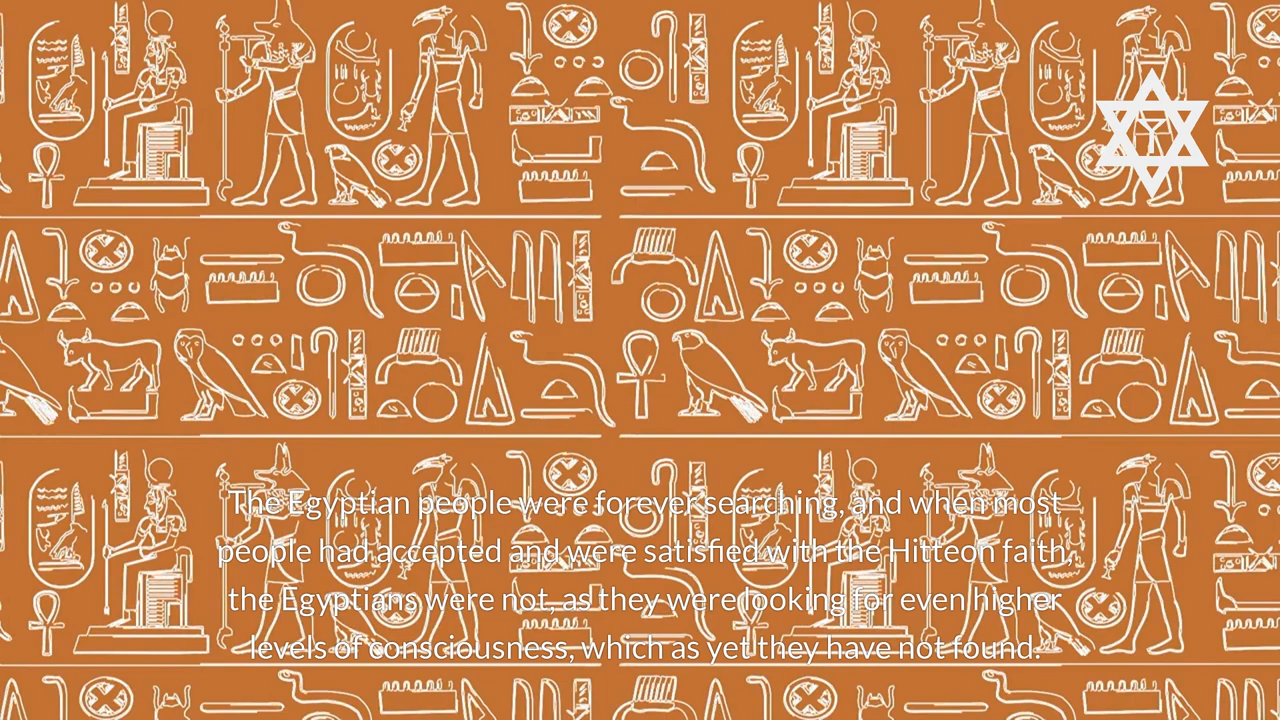 The Egyptian people were forever searching, and when most
people had accepted and were satisfied with the Hitteon faith,
the Egyptians were not, as they were looking for even higher
levels of consciousness, which as yet they have not found.